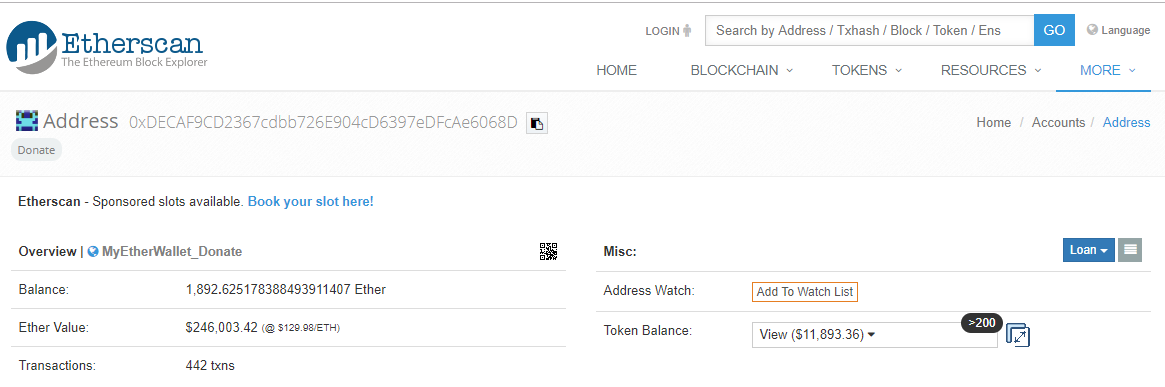 Etherscan
The Ethereum Block Explorer
LOGIN
Search by Address / Txhash / Block / Token / Ens
GO
Language
HOME BLOCKCHAIN TOKENS RESOURCES MORE
Address 0xDECAF9CD2367cdbb726E904cD6397eDFcAe6068D
Home / Accounts / Address
Donate
Etherscan - Sponsored slots available. Book your slot here!
Overview | MyEtherWallet_Donate
Balance: 1,892.625178388493911407 Ether
Ether Value: $246,003.42 (@ $129.98/ETH)
Transactions: 442 txns
Misc:
Loan
Address Watch: Add To Watch List
Token Balance: View ($11,893.36) >200